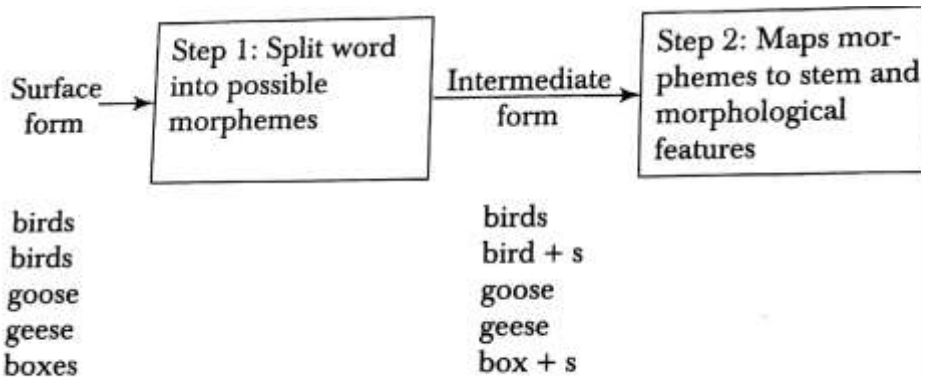 Surface
form
Step 1: Split word
into possible
morphemes
Intermediate
form
Step 2: Maps mor-
phemes to stem and
morphological
features
birds
birds
goose
geese
boxes
birds
bird + s
goose
geese
box + s